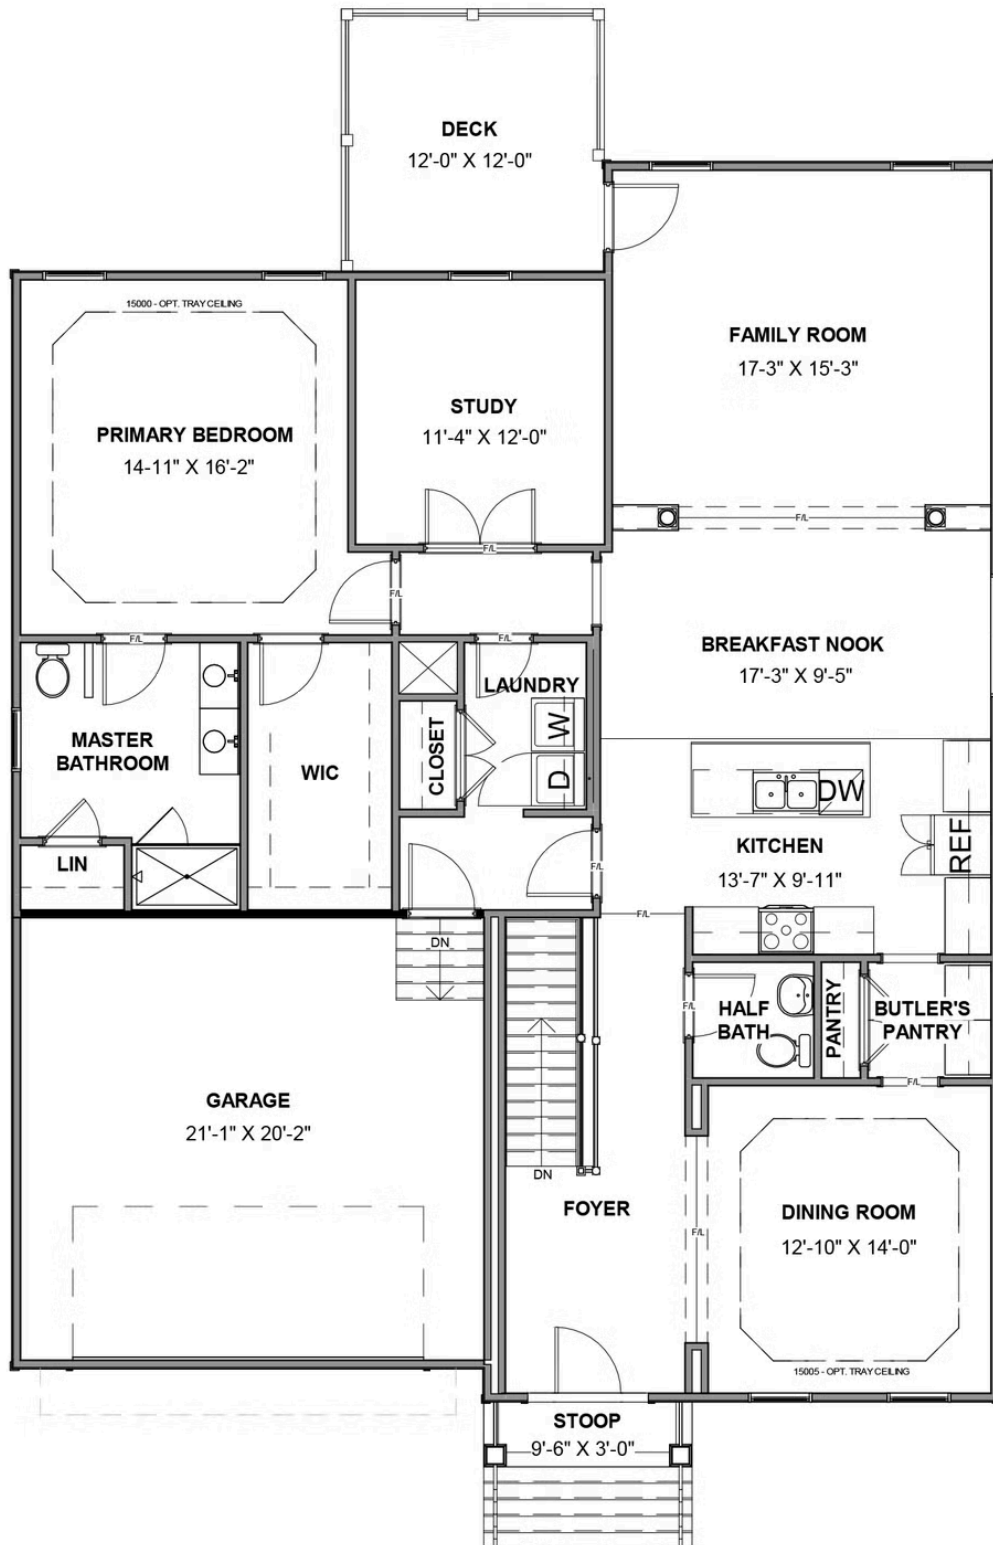 DECK
12'-0" X 12'-0"
15000 - OPT. TRAY CEILING
FAMILY ROOM
17-3" X 15'-3"
STUDY
11'-4" X 12'-0"
PRIMARY BEDROOM
14-11" X 16'-2"
F/L
F/L
F/L
F/L
F/L
BREAKFAST NOOK
17'-3" X 9'-5"
LAUNDRY
MASTER
BATHROOM
WIC
CLOSET
W
D
DW
KITCHEN
13'-7" X 9'-11"
REF
LIN
F/L
F/L
DN
HALF
BATH
F/L
PANTRY
BUTLER'S
PANTRY
F/L
GARAGE
21'-1" X 20'-2"
DN
FOYER
F/L
DINING ROOM
12'-10" X 14'-0"
15005 - OPT. TRAY CEILING
STOOP
9'-6" X 3'-0"